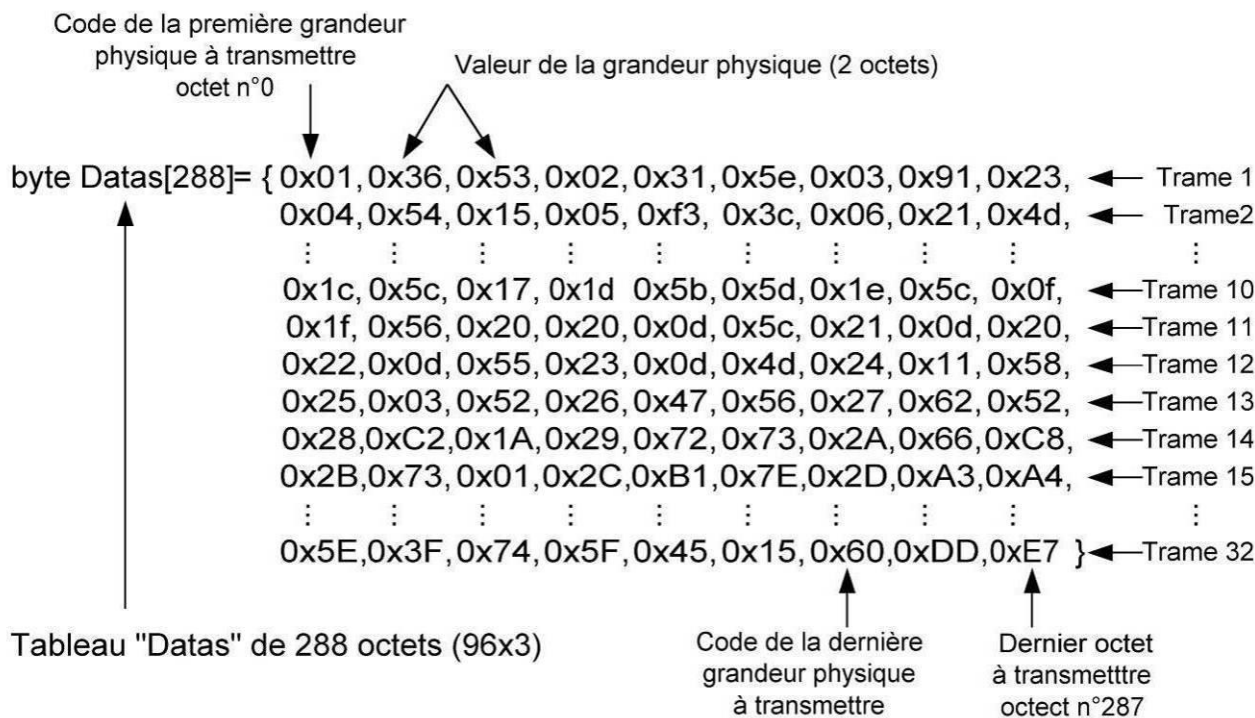 Code de la première grandeur
physique à transmettre
octet n°0
Valeur de la grandeur physique (2 octets)
byte Datas[288]= { 0x01, 0x36, 0x53, 0x02, 0x31, 0x5e, 0x03, 0x91, 0x23, Trame 1
0x04, 0x54, 0x15, 0x05, 0xf3, 0x3c, 0x06, 0x21, 0x4d, Trame2
0x1c, 0x5c, 0x17, 0x1d 0x5b, 0x5d, 0x1e, 0x5c, 0x0f, Trame 10
0x1f, 0x56, 0x20, 0x20, 0x0d, 0x5c, 0x21, 0x0d, 0x20, Trame 11
0x22, 0x0d, 0x55, 0x23, 0x0d, 0x4d, 0x24, 0x11, 0x58, Trame 12
0x25, 0x03, 0x52, 0x26, 0x47, 0x56, 0x27, 0x62, 0x52, Trame 13
0x28, 0xC2, 0x1A, 0x29, 0x72, 0x73, 0x2A, 0x66, 0xC8, Trame 14
0x2B, 0x73, 0x01, 0x2C, 0xB1, 0x7E, 0x2D, 0xA3, 0xA4, Trame 15
0x5E, 0x3F, 0x74, 0x5F, 0x45, 0x15, 0x60, 0xDD, 0xE7 } Trame 32
Tableau "Datas" de 288 octets (96x3)
Code de la dernière
grandeur physique
à transmettre
Dernier octet
à transmetttre
octect n°287